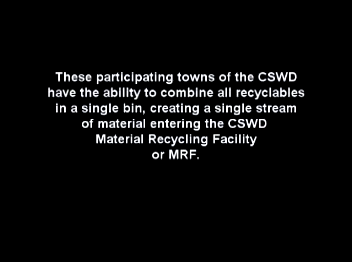 These participating towns of the CSWD
have the ability to combine all recyclables
in a single bin, creating a single stream
of material entering the CSWD
Material Recycling Facility
or MRF.